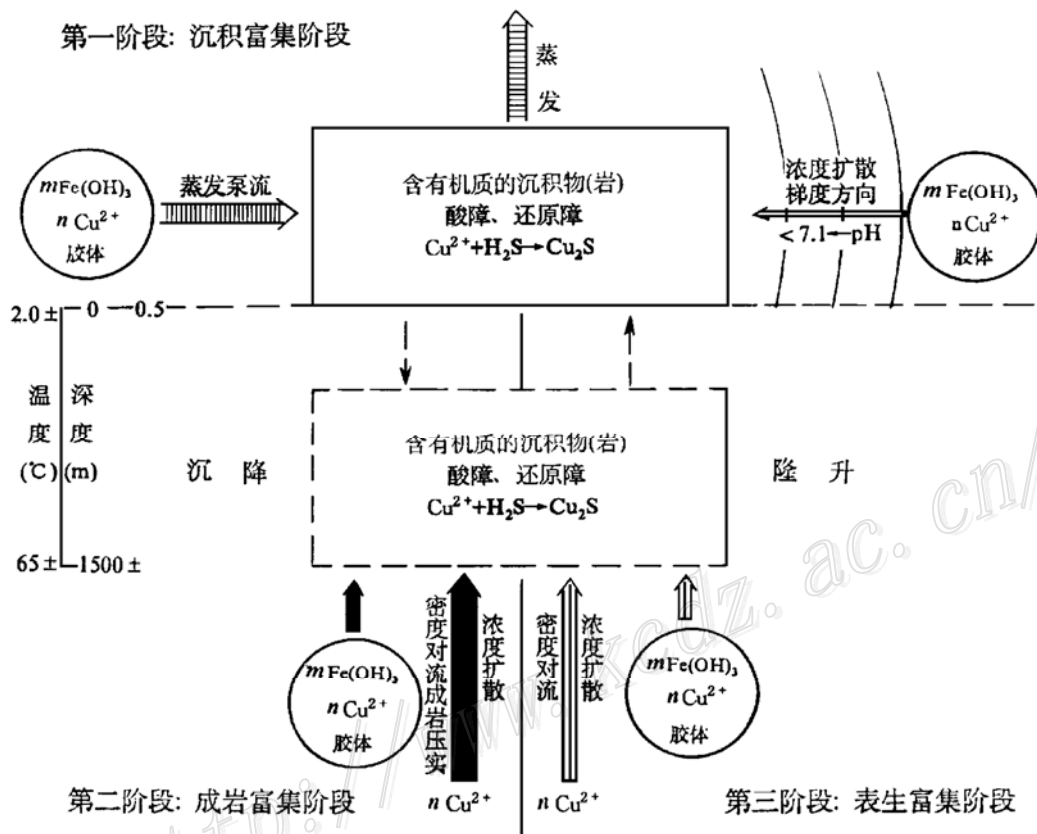 第一阶段: 沉积富集阶段
蒸
发
mFe(OH)₃
nCu²⁺
胶体
蒸发泵流
含有机质的沉积物(岩)
酸障、还原障
Cu²⁺+H₂S→Cu₂S
浓度扩散
梯度方向
< 7.1←pH
mFe(OH)₃
nCu²⁺
胶体
2.0± 0 0.5
温 深
度 度
(℃) (m)
65± 1500±
沉 降
含有机质的沉积物(岩)
酸障、还原障
Cu²⁺+H₂S→Cu₂S
隆 升
mFe(OH)₃
nCu²⁺
胶体
密度对流成岩压实
浓度扩散
密度对流
浓度扩散
mFe(OH)₃
nCu²⁺
胶体
nCu²⁺
nCu²⁺
第二阶段: 成岩富集阶段
第三阶段: 表生富集阶段
http://www.kcdz.ac.cn/